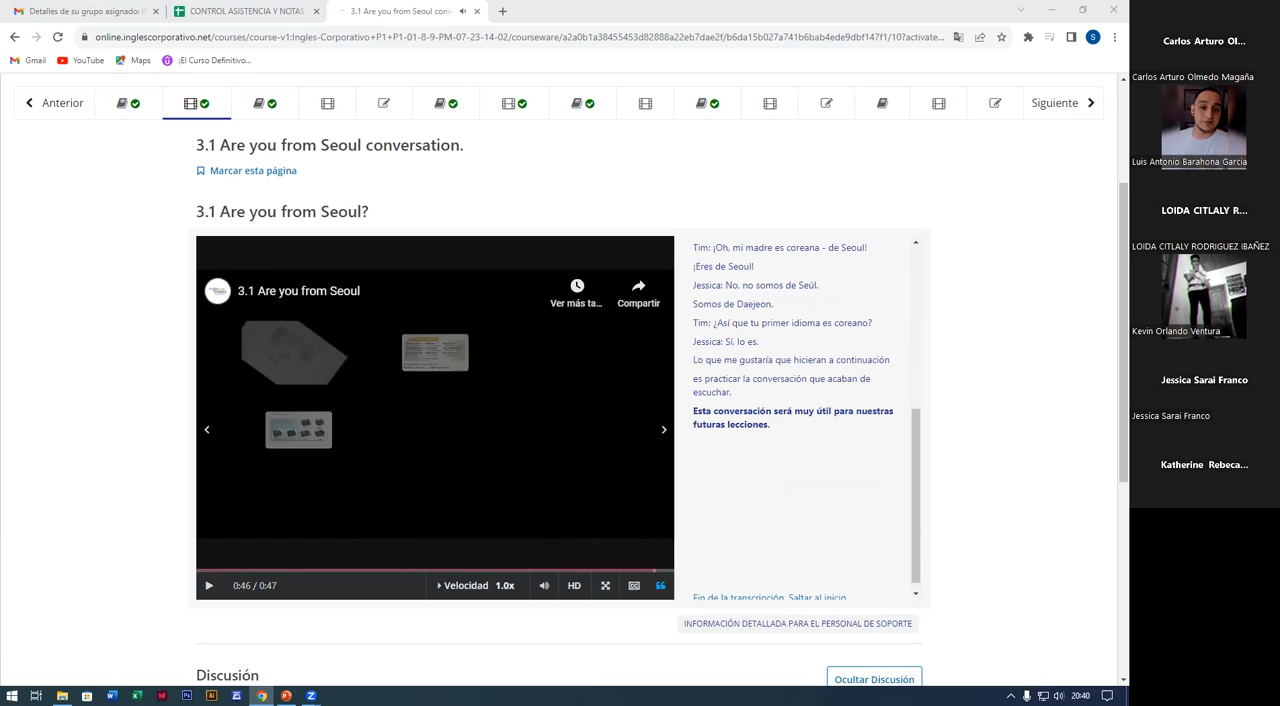 Detalles de su grupo asignado:
CONTROL ASISTENCIA Y NOTAS
3.1 Are you from Seoul conv
online.inglescorporativo.net/courses/course-v1:Ingles-Corporativo+P1+P1-01-8-9-PM-07-23-14-02/courseware/a2a0b1a38455453d82888a22eb7dae2f/b6da15b027a741b6bab4ede9dbf147f1/10?activate...
Gmail
YouTube
Maps
¡El Curso Definitivo...
Anterior
Siguiente
3.1 Are you from Seoul conversation.
Marcar esta página
3.1 Are you from Seoul?
3.1 Are you from Seoul
Ver más ta...
Compartir
0:46 / 0:47
Velocidad 1.0x
HD
Tim: ¡Oh, mi madre es coreana - de Seoul!
¡Eres de Seoul!
Jessica: No, no somos de Seúl.
Somos de Daejeon.
Tim: ¿Así que tu primer idioma es coreano?
Jessica: Sí, lo es.
Lo que me gustaría que hicieran a continuación
es practicar la conversación que acaban de
escuchar.
Esta conversación será muy útil para nuestras
futuras lecciones.
Fin de la transcripción. Saltar al inicio.
INFORMACIÓN DETALLADA PARA EL PERSONAL DE SOPORTE
Discusión
Ocultar Discusión
20:40
Carlos Arturo Ol...
Carlos Arturo Olmedo Magaña
Luis Antonio Barahona Garcia
LOIDA CITLALY R...
LOIDA CITLALY RODRIGUEZ IBAÑEZ
Kevin Orlando Ventura
Jessica Sarai Franco
Jessica Sarai Franco
Katherine Rebeca...